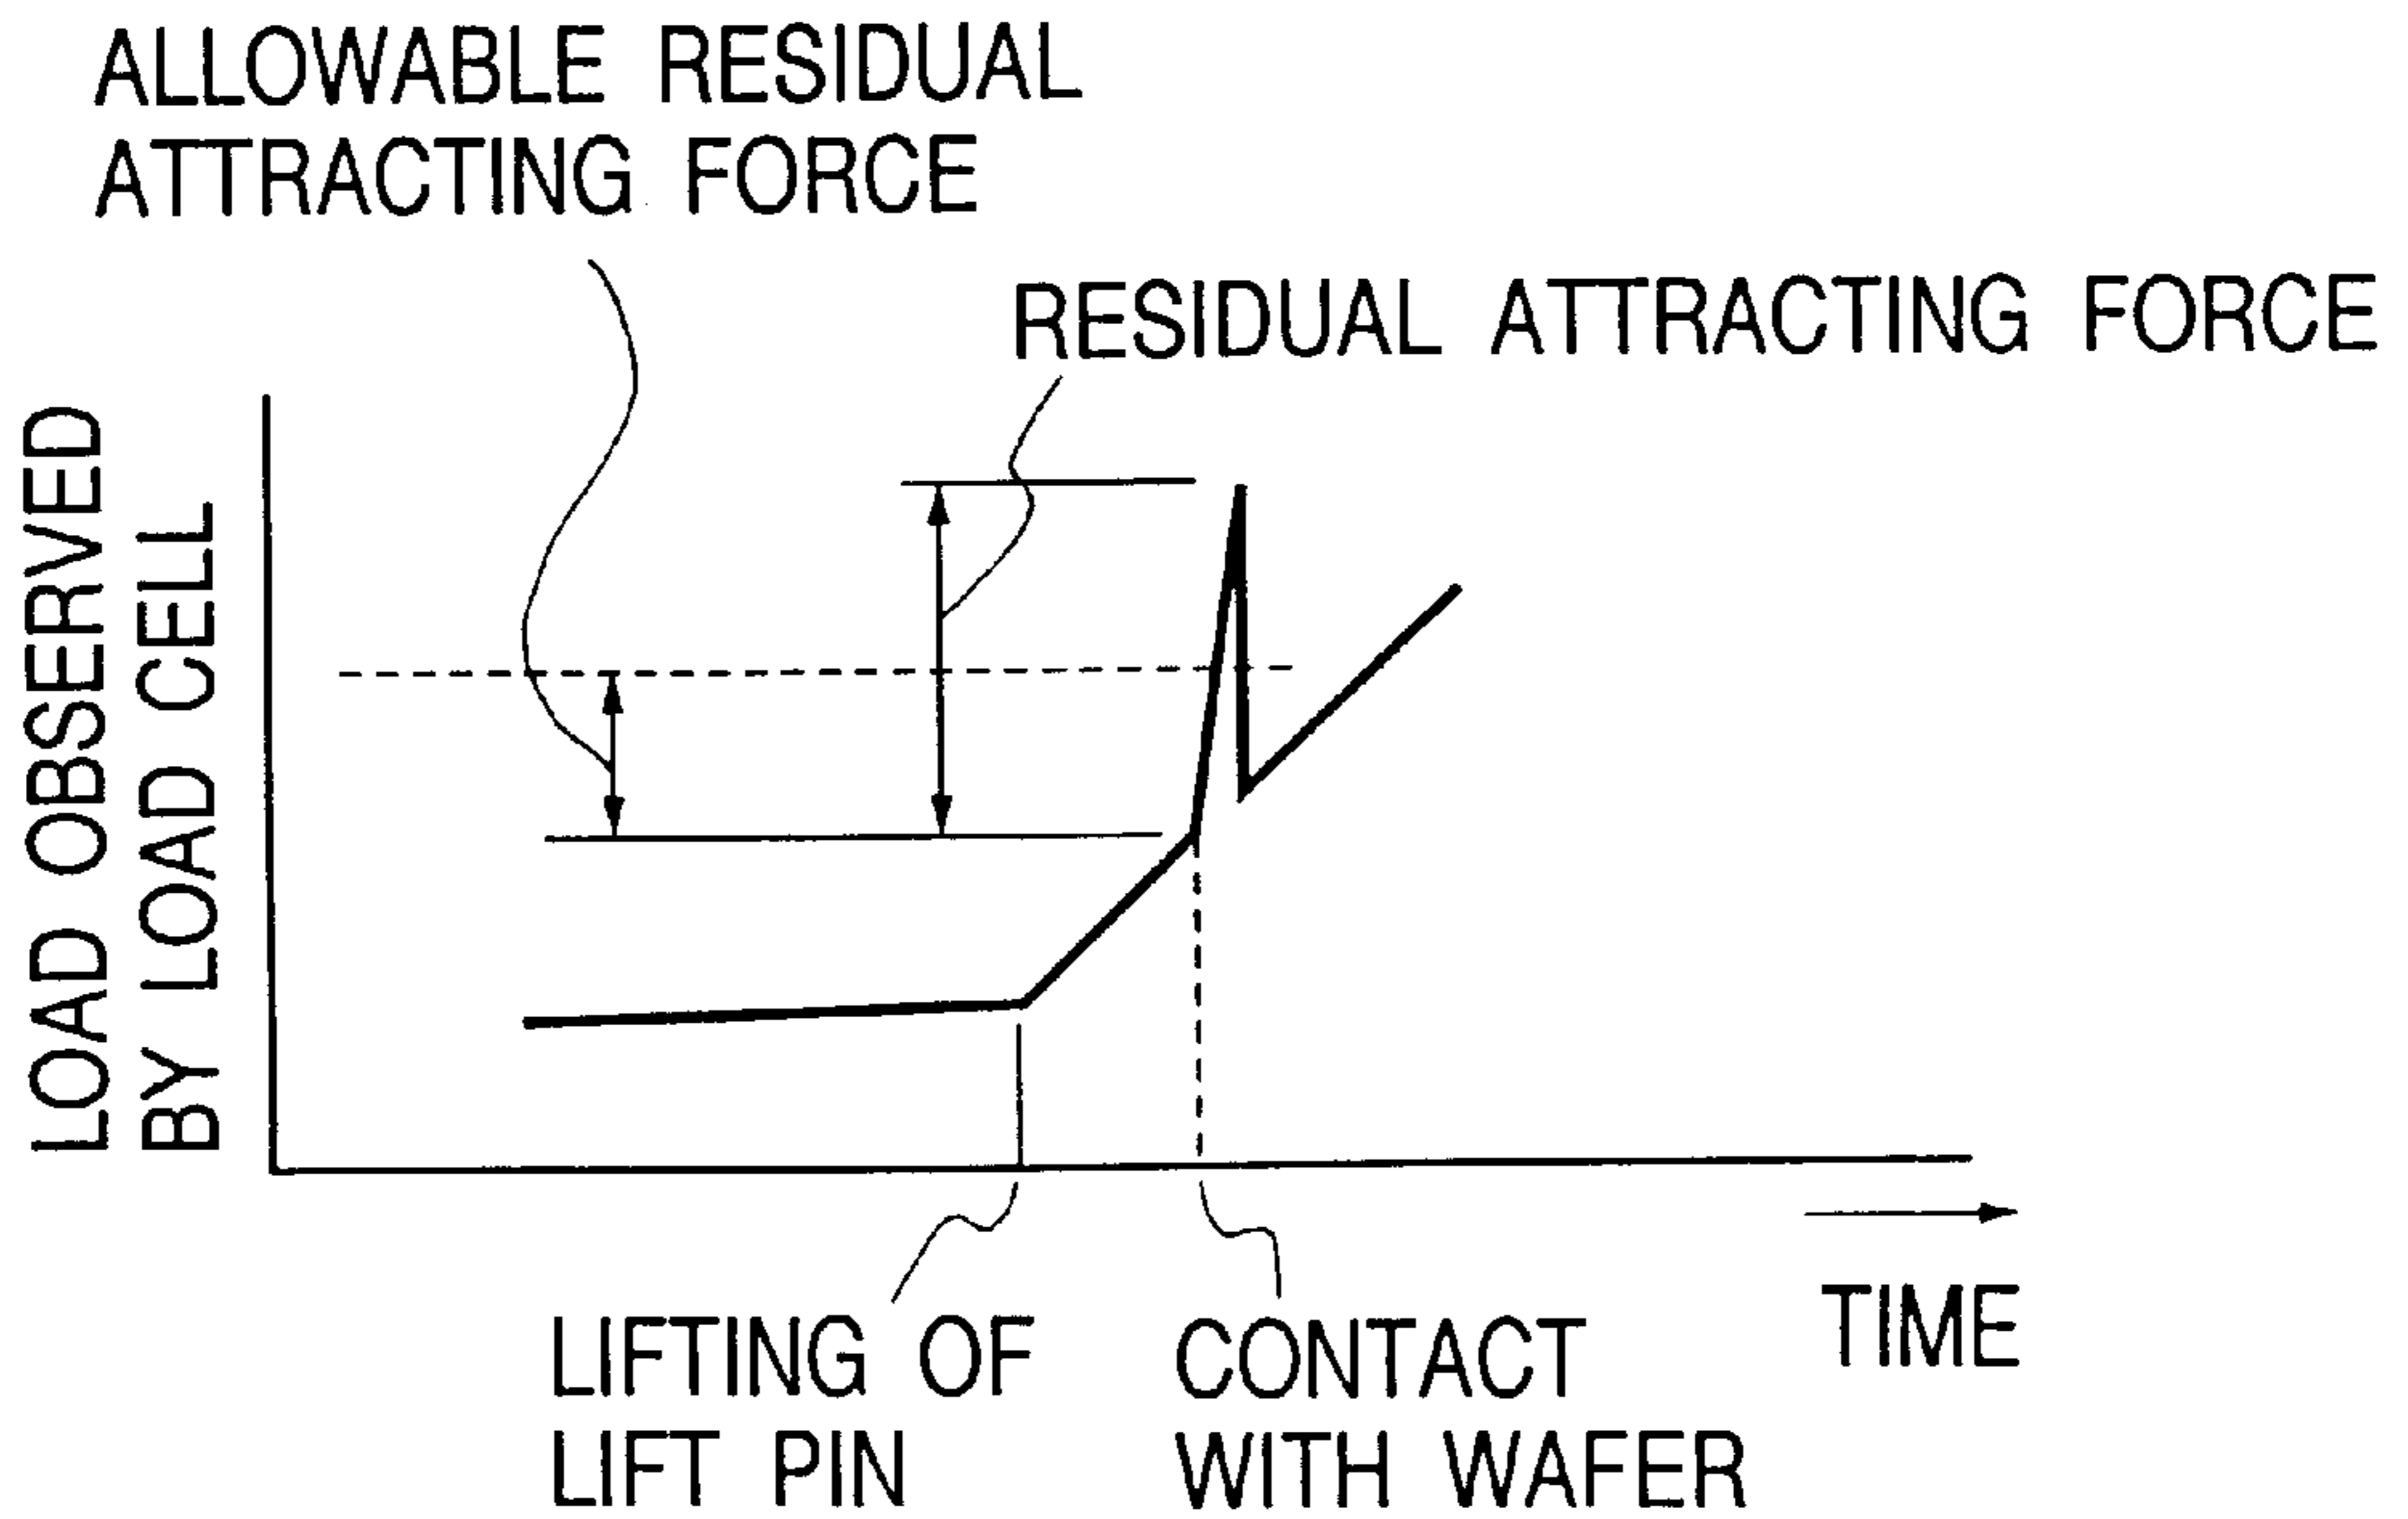 ALLOWABLE RESIDUAL
ATTRACTING FORCE
RESIDUAL ATTRACTING FORCE
LOAD OBSERVED
BY LOAD CELL
LIFTING OF
LIFT PIN
CONTACT
WITH WAFER
TIME